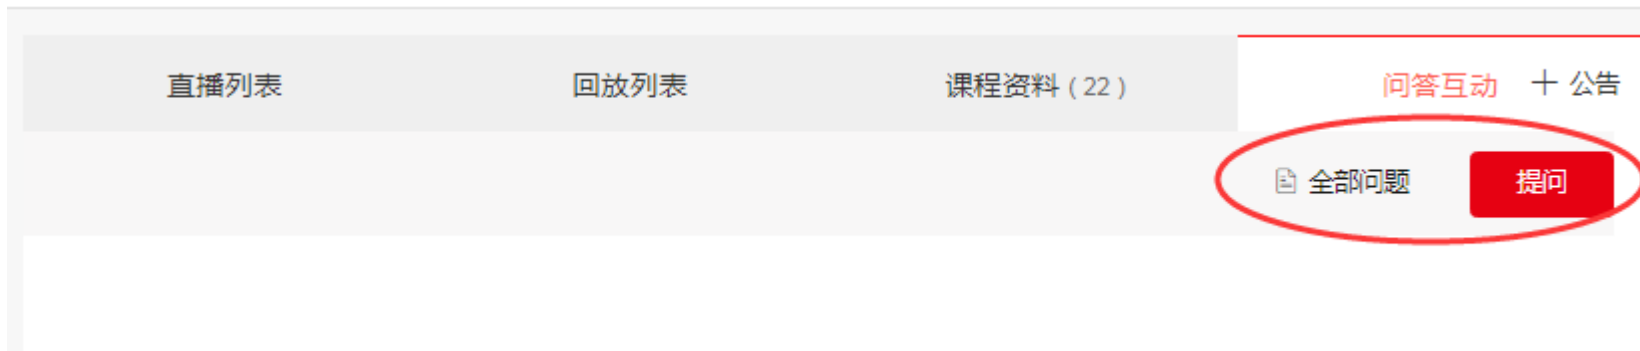 直播列表 回放列表 课程资料 ( 22 ) 问答互动 + 公告
全部问题 提问